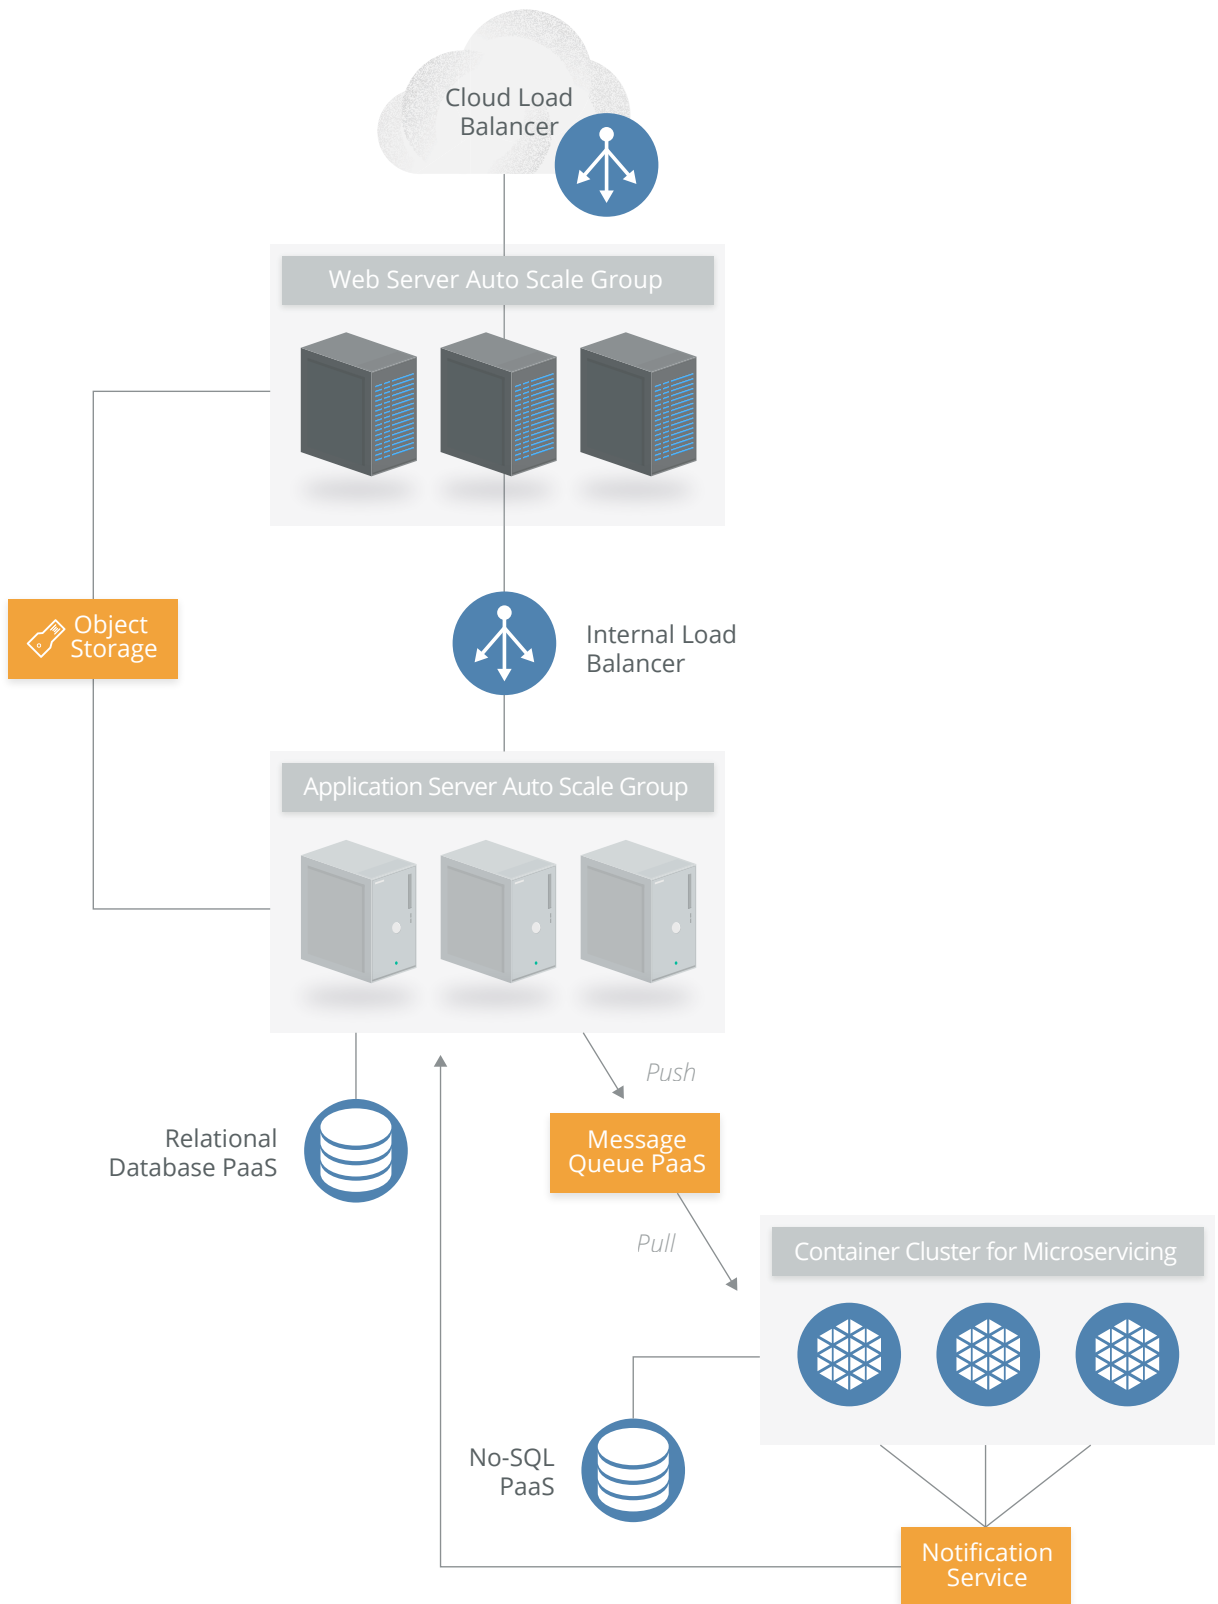 Cloud Load
Balancer
Web Server Auto Scale Group
Object
Storage
Internal Load
Balancer
Application Server Auto Scale Group
Push
Relational
Database PaaS
Message
Queue PaaS
Pull
Container Cluster for Microservicing
No-SQL
PaaS
Notification
Service